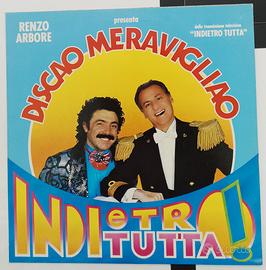 RENZO
ARBORE
presenta
dalla trasmissione televisiva
"INDIETRO TUTTA"
DISCAO MERAVIGLIAO
INDIETRO
TUTTA!